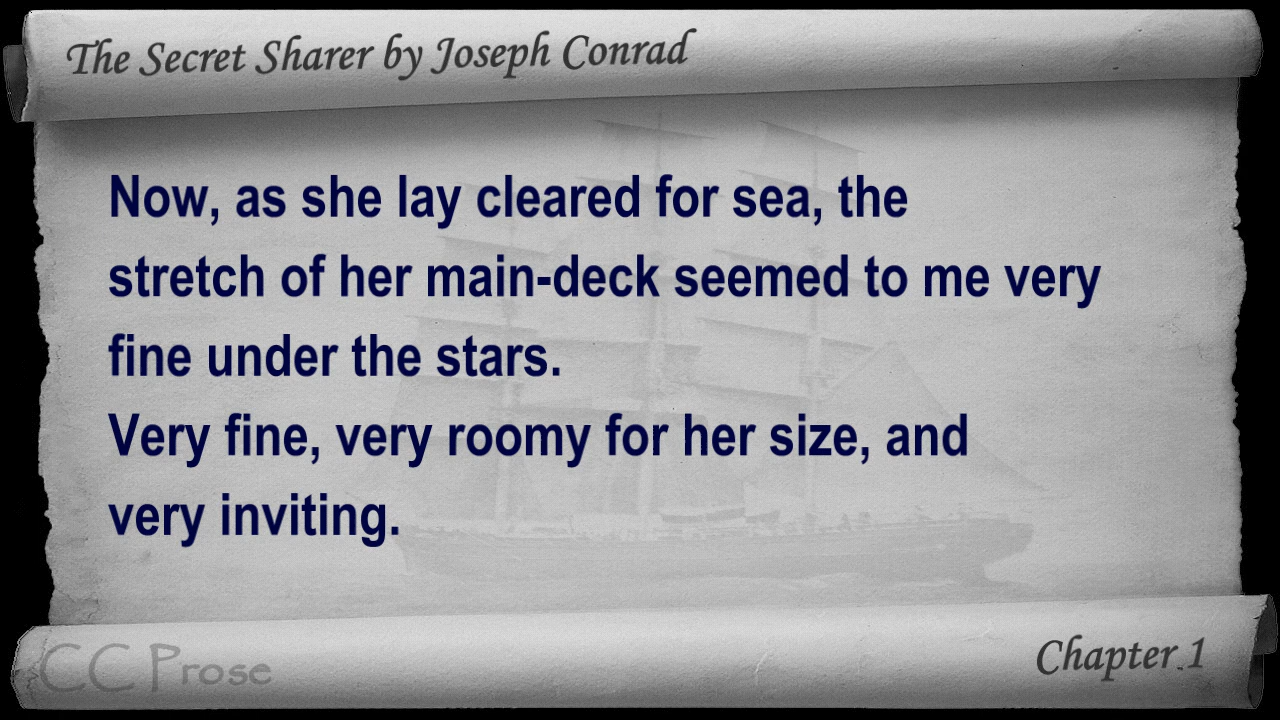 The Secret Sharer by Joseph Conrad
Now, as she lay cleared for sea, the
stretch of her main-deck seemed to me very
fine under the stars.
Very fine, very roomy for her size, and
very inviting.
CC Prose
Chapter 1